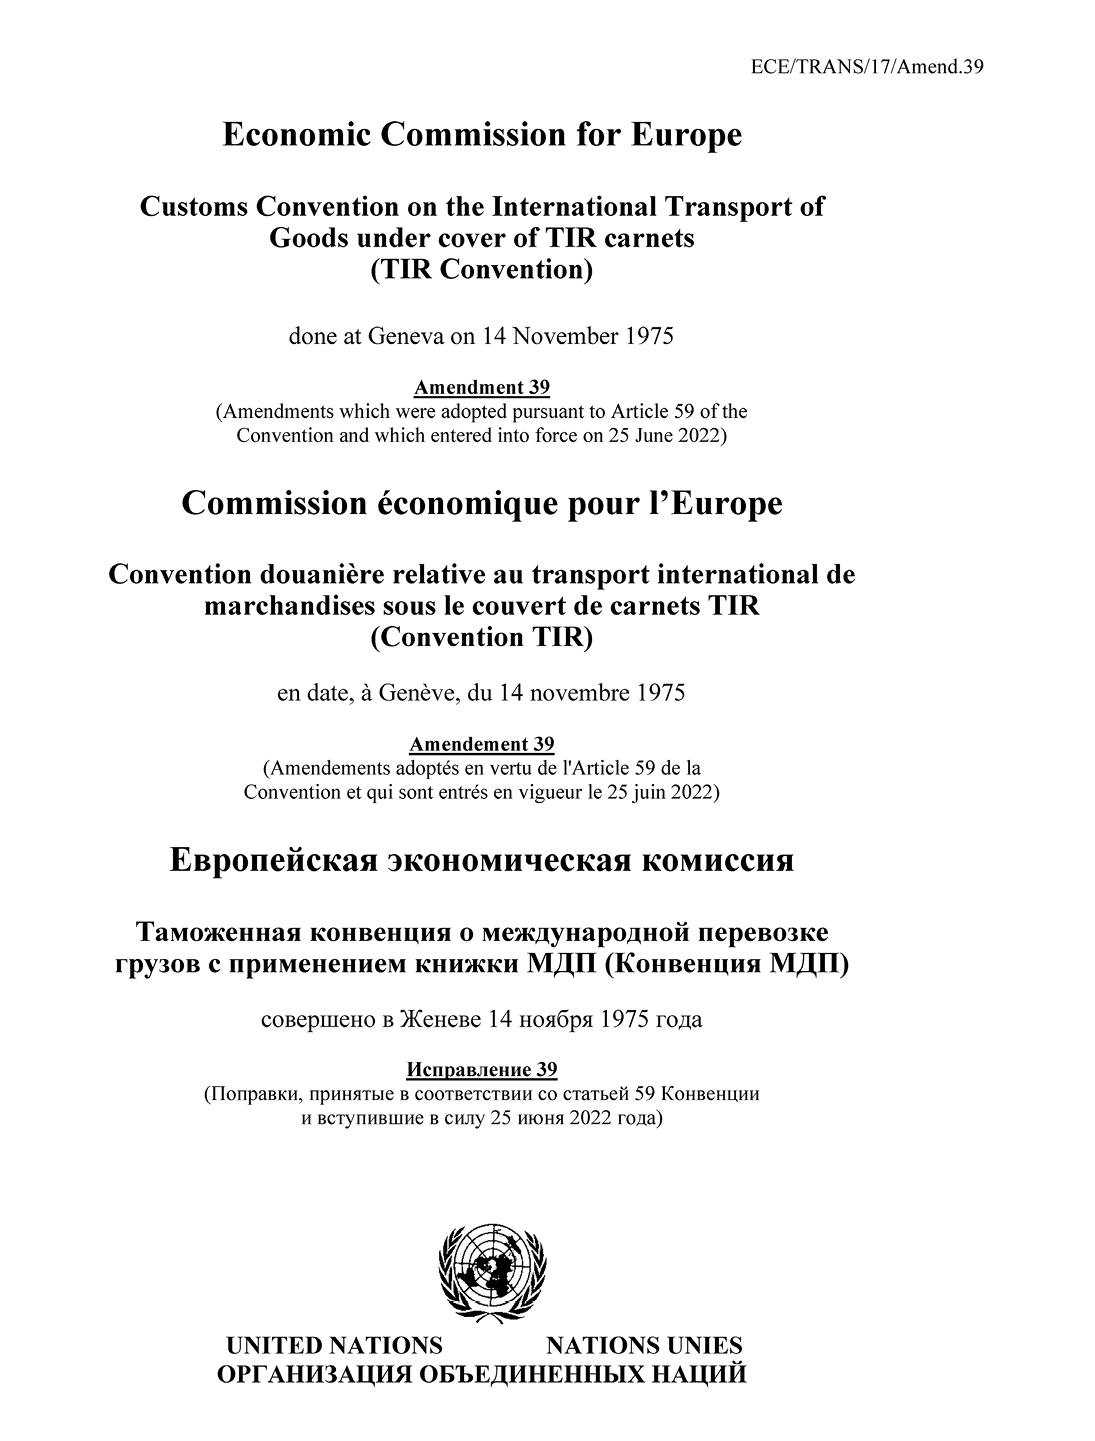 ECE/TRANS/17/Amend.39
Economic Commission for Europe
Customs Convention on the International Transport of
Goods under cover of TIR carnets
(TIR Convention)
done at Geneva on 14 November 1975
Amendment 39
(Amendments which were adopted pursuant to Article 59 of the
Convention and which entered into force on 25 June 2022)
Commission économique pour l’Europe
Convention douanière relative au transport international de
marchandises sous le couvert de carnets TIR
(Convention TIR)
en date, à Genève, du 14 novembre 1975
Amendement 39
(Amendements adoptés en vertu de l'Article 59 de la
Convention et qui sont entrés en vigueur le 25 juin 2022)
Европейская экономическая комиссия
Таможенная конвенция о международной перевозке
грузов с применением книжки МДП (Конвенция МДП)
совершено в Женеве 14 ноября 1975 года
Исправление 39
(Поправки, принятые в соответствии со статьей 59 Конвенции
и вступившие в силу 25 июня 2022 года)
UNITED NATIONS NATIONS UNIES
ОРГАНИЗАЦИЯ ОБЪЕДИНЕННЫХ НАЦИЙ